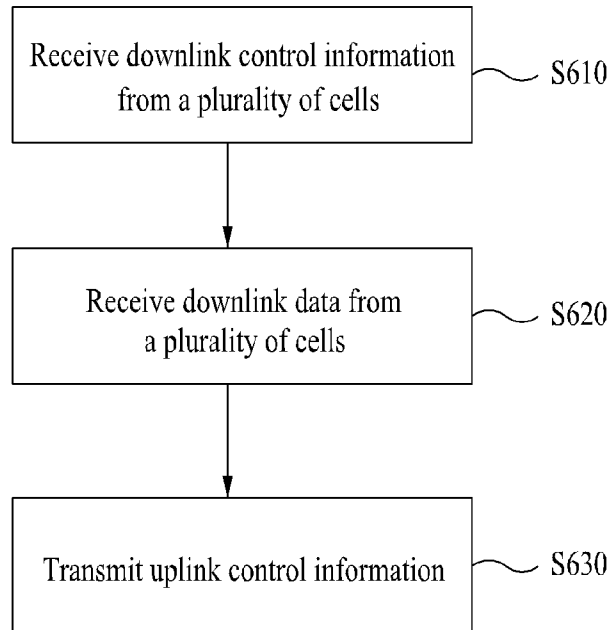 Receive downlink control information
from a plurality of cells
S610
Receive downlink data from
a plurality of cells
S620
Transmit uplink control information
S630